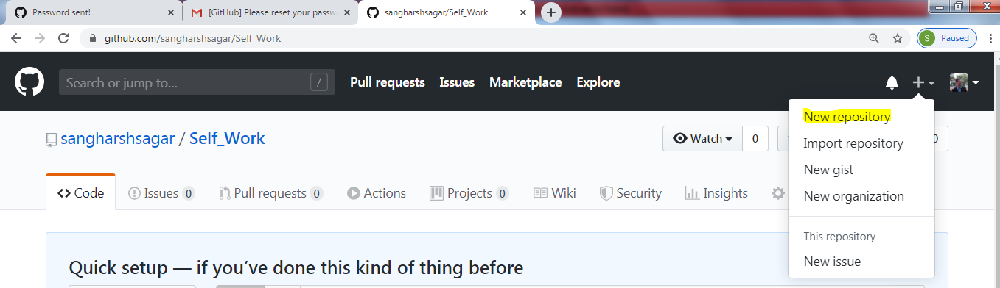 Password sent!
[GitHub] Please reset your passw
sangharshsagar/Self_Work
github.com/sangharshsagar/Self_Work
S Paused
Search or jump to... /
Pull requests Issues Marketplace Explore
New repository
Import repository
New gist
New organization
This repository
New issue
sangharshsagar / Self_Work
Watch 0
0
Code Issues 0 Pull requests 0 Actions Projects 0 Wiki Security Insights
Quick setup — if you’ve done this kind of thing before